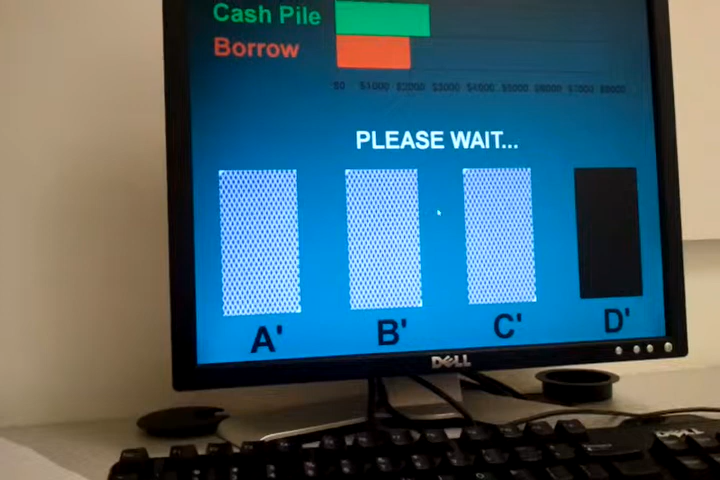 Cash Pile
Borrow
$0 $1000 $2000 $3000 $4000 $5000 $6000 $7000 $8000
PLEASE WAIT...
A' B' C' D'
DELL
DELL